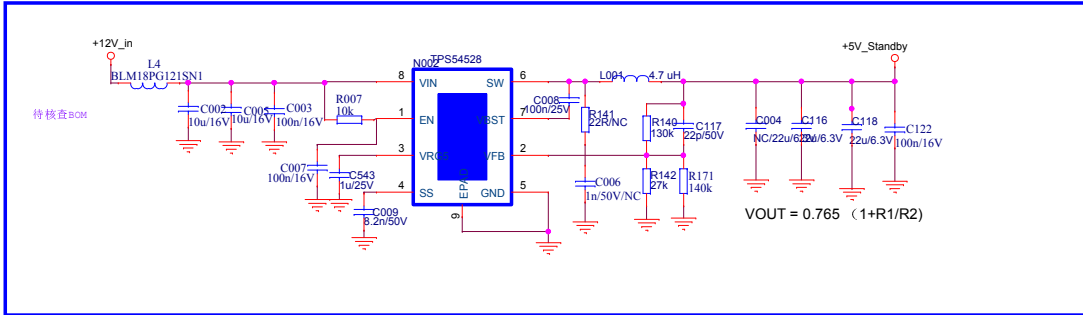 +12V_in
+5V_Standby
L4
BLM18PG121SN1
N002
TPS54528
8
VIN
SW
6
L001
4.7 uH
待核查BOM
C002
10u/16V
C005
10u/16V
C003
100n/16V
R007
10k
1
EN
VBST
7
C008
100n/25V
R141
22R/NC
R140
130k
C117
22p/50V
C004
NC/22u/6.3V
C116
22u/6.3V
C118
22u/6.3V
C122
100n/16V
C007
100n/16V
C543
1u/25V
3
VFB
2
C006
1n/50V/NC
R142
27k
R171
140k
C009
8.2n/50V
4
SS
EPAD
9
GND
5
VOUT = 0.765 （1+R1/R2)